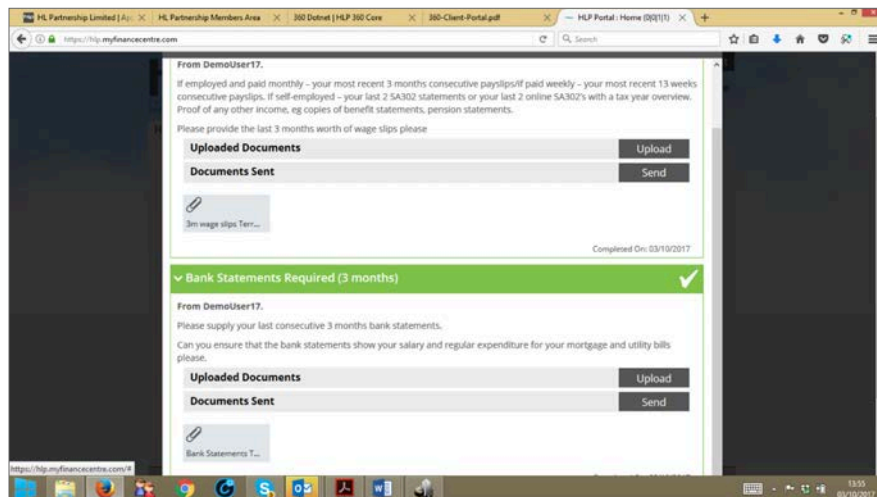 HL Partnership Limited | Ap
HL Partnership Members Area
360 Dotnet | HLP 360 Core
360-Client-Portal.pdf
HLP Portal : Home (0|0|1|1)
https://hlp.myfinancecentre.com
Search
From DemoUser17.
If employed and paid monthly – your most recent 3 months consecutive payslips/if paid weekly – your most recent 13 weeks
consecutive payslips. If self-employed – your last 2 SA302 statements or your last 2 online SA302's with a tax year overview.
Proof of any other income, eg copies of benefit statements, pension statements.
Please provide the last 3 months worth of wage slips please
Uploaded Documents Upload
Documents Sent Send
3m wage slips Terr...
Completed On: 03/10/2017
Bank Statements Required (3 months)
From DemoUser17.
Please supply your last consecutive 3 months bank statements.
Can you ensure that the bank statements show your salary and regular expenditure for your mortgage and utility bills
please.
Uploaded Documents Upload
Documents Sent Send
Bank Statements T...
https://hlp.myfinancecentre.com/#
13:55
03/10/2017